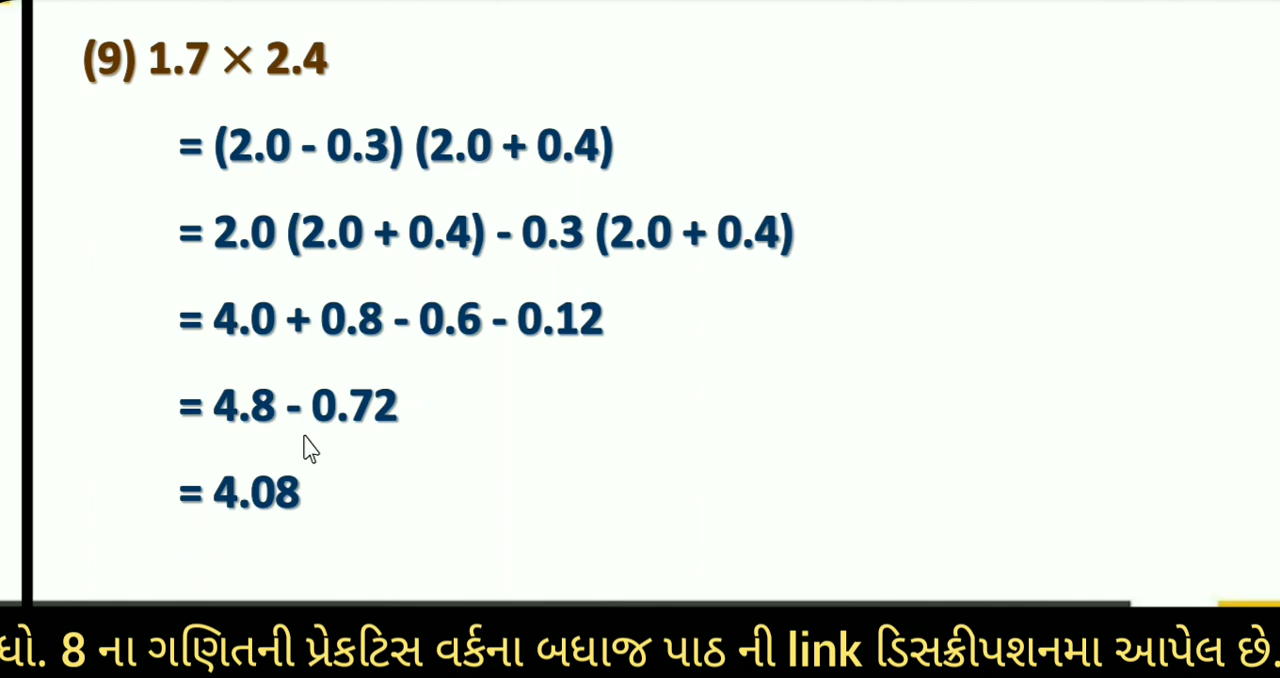 (9) 1.7 × 2.4
= (2.0 - 0.3) (2.0 + 0.4)
= 2.0 (2.0 + 0.4) - 0.3 (2.0 + 0.4)
= 4.0 + 0.8 - 0.6 - 0.12
= 4.8 - 0.72
= 4.08
ધો. 8 ના ગણિતની પ્રેકટિસ વર્કના બધાજ પાઠ ની link ડિસક્રીપશનમા આપેલ છે.